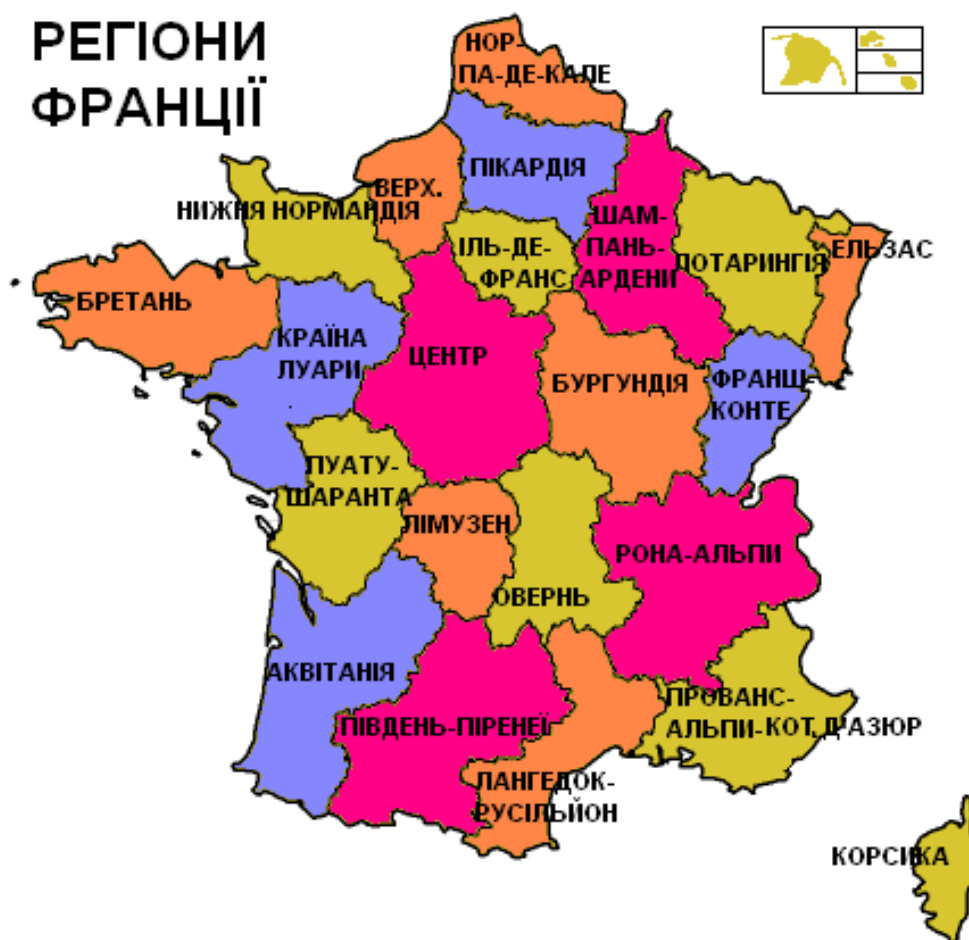 РЕГІОНИ
ФРАНЦІЇ
НОР-
ПА-ДЕ-КАЛЕ
ПІКАРДІЯ
ВЕРХ.
НИЖНЯ НОРМАНДІЯ
ШАМ-
ПАНЬ-
АРДЕНИ
ІЛЬ-ДЕ-
ФРАНС
ЛОТАРИНГІЯ
ЕЛЬЗАС
БРЕТАНЬ
КРАЇНА
ЛУАРИ
ЦЕНТР
БУРГУНДІЯ
ФРАНШ-
КОНТЕ
ПУАТУ-
ШАРАНТА
ЛІМУЗЕН
ОВЕРНЬ
РОНА-АЛЬПИ
АКВІТАНІЯ
ПІВДЕНЬ-ПІРЕНЕЇ
ПРОВАНС-
АЛЬПИ-КОТ Д'АЗЮР
ЛАНГЕДОК-
РУСІЛЬЙОН
КОРСИКА